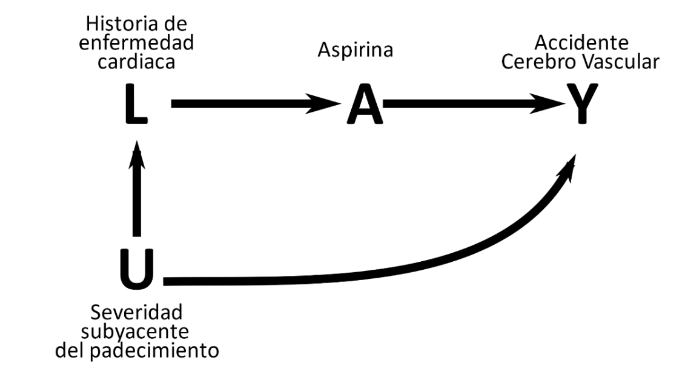 Historia de
enfermedad
cardiaca
Aspirina
Accidente
Cerebro Vascular
L
A
Y
U
Severidad
subyacente
del padecimiento